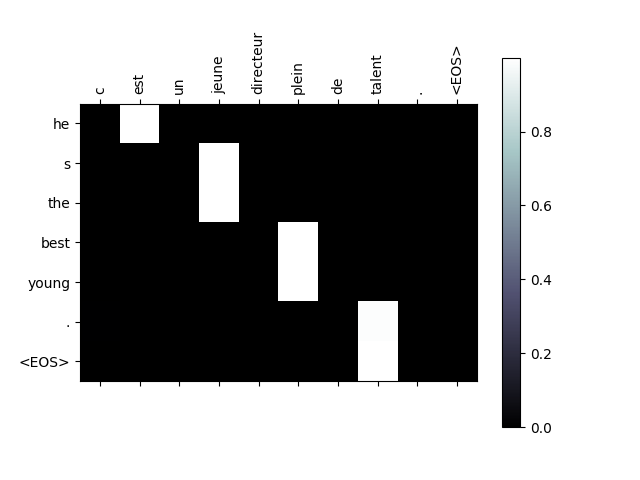 c est un jeune directeur plein de talent . <EOS>
he
s
the
best
young
.
<EOS>
0.8
0.6
0.4
0.2
0.0